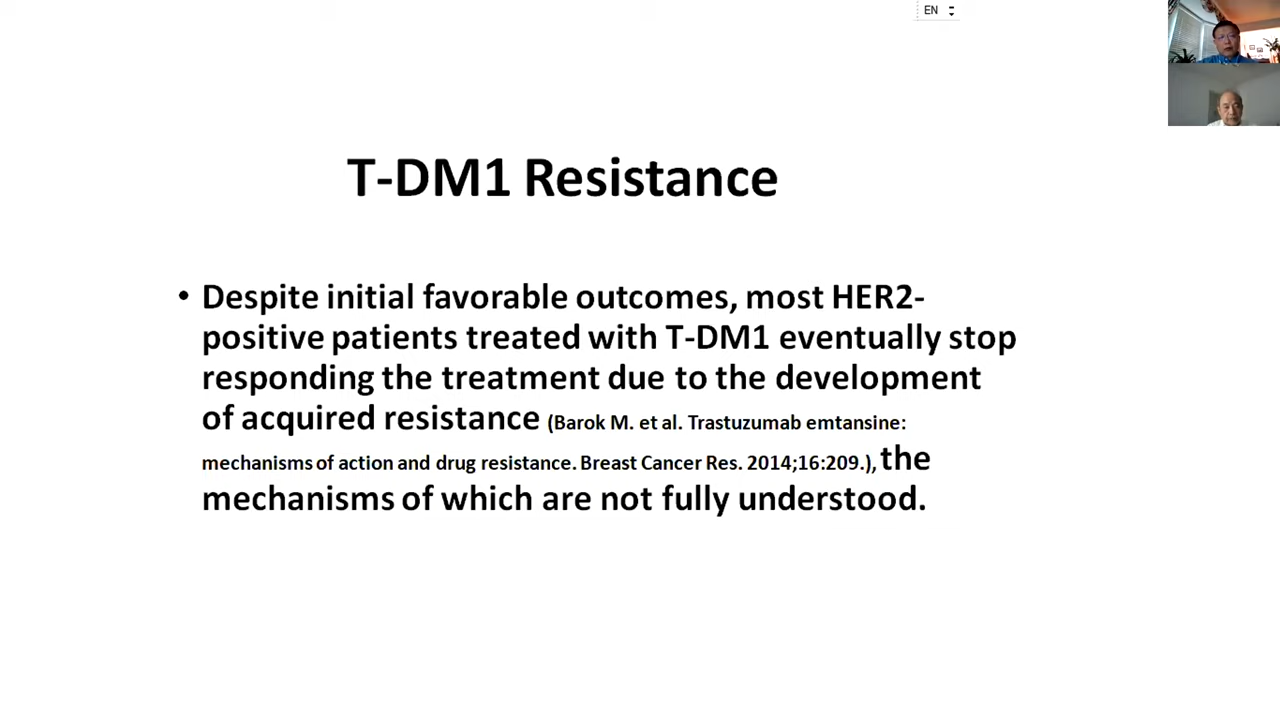 EN
T-DM1 Resistance
• Despite initial favorable outcomes, most HER2-
positive patients treated with T-DM1 eventually stop
responding the treatment due to the development
of acquired resistance (Barok M. et al. Trastuzumab emtansine:
mechanisms of action and drug resistance. Breast Cancer Res. 2014;16:209.), the
mechanisms of which are not fully understood.